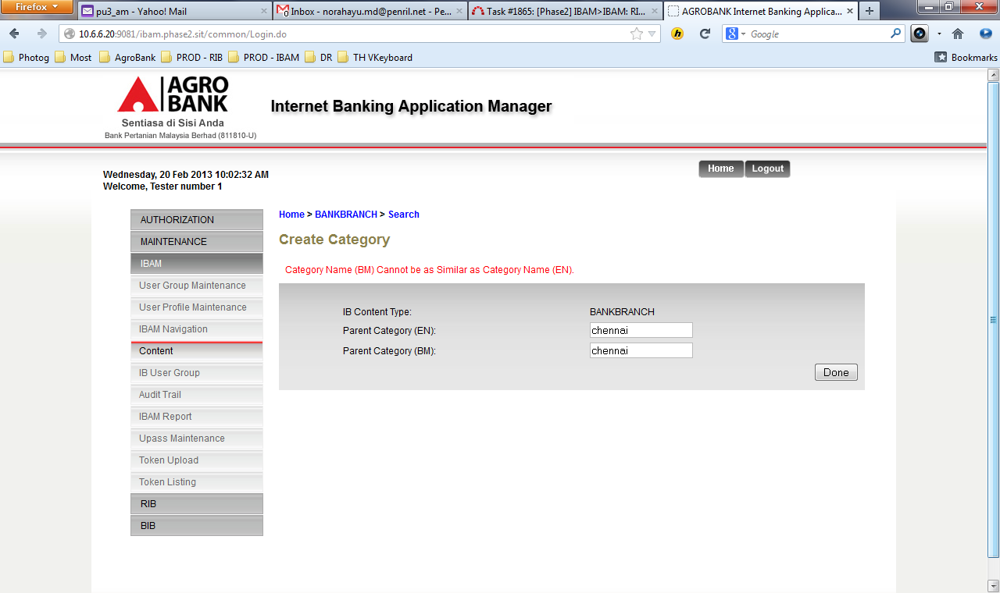 Firefox
pu3_am - Yahoo! Mail
Inbox - norahayu.md@penril.net - Pe...
Task #1865: [Phase2] IBAM>IBAM: RI...
AGROBANK Internet Banking Applica...
10.6.6.20:9081/ibam.phase2.sit/common/Login.do
Google
Photog
Most
AgroBank
PROD - RIB
PROD - IBAM
DR
TH VKeyboard
Bookmarks
AGRO
BANK
Sentiasa di Sisi Anda
Bank Pertanian Malaysia Berhad (811810-U)
Internet Banking Application Manager
Wednesday, 20 Feb 2013 10:02:32 AM
Welcome, Tester number 1
Home
Logout
AUTHORIZATION
MAINTENANCE
IBAM
User Group Maintenance
User Profile Maintenance
IBAM Navigation
Content
IB User Group
Audit Trail
IBAM Report
Upass Maintenance
Token Upload
Token Listing
RIB
BIB
Home > BANKBRANCH > Search
Create Category
Category Name (BM) Cannot be as Similar as Category Name (EN).
IB Content Type: BANKBRANCH
Parent Category (EN): chennai
Parent Category (BM): chennai
Done